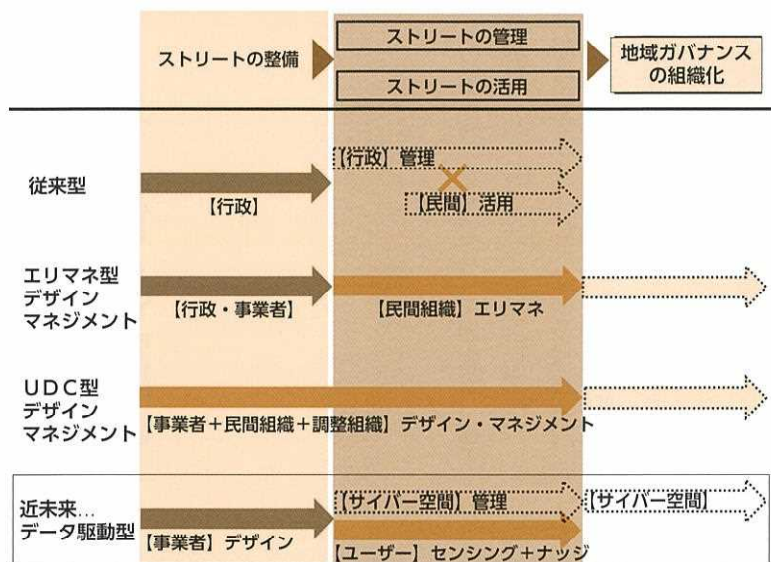 ストリートの整備
ストリートの管理
ストリートの活用
地域ガバナンス
の組織化
従来型
【行政】
【行政】管理
【民間】活用
エリマネ型
デザイン
マネジメント
【行政・事業者】
【民間組織】エリマネ
UDC型
デザイン
マネジメント
【事業者+民間組織+調整組織】デザイン・マネジメント
近未来…
データ駆動型
【事業者】デザイン
【サイバー空間】管理
【ユーザー】センシング+ナッジ
【サイバー空間】